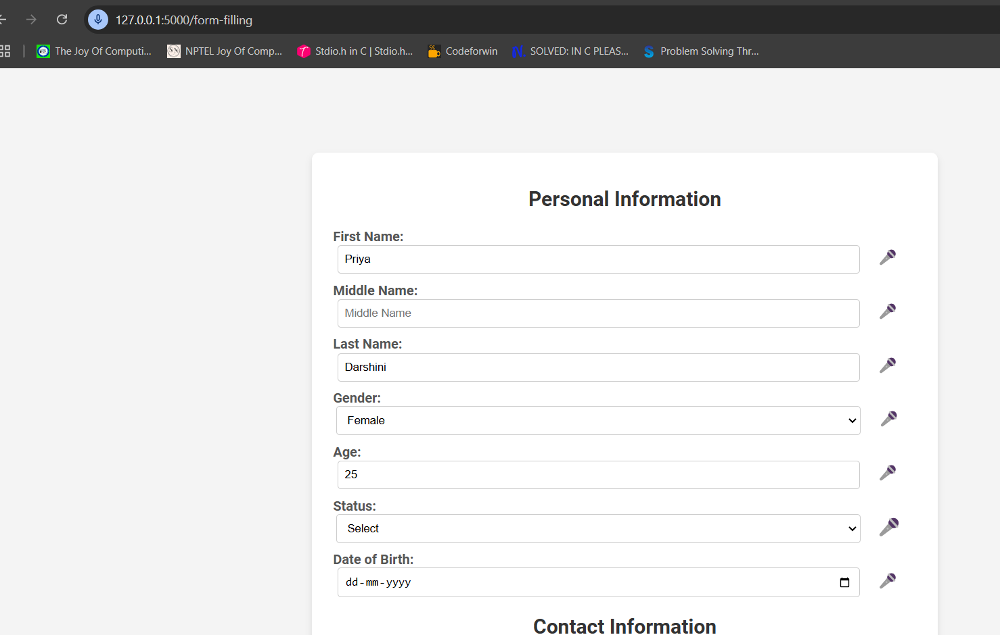 127.0.0.1:5000/form-filling
The Joy Of Computi... NPTEL Joy Of Comp... Stdio.h in C | Stdio.h... Codeforwin SOLVED: IN C PLEAS... Problem Solving Thr...
Personal Information
First Name:
Priya
Middle Name:
Middle Name
Last Name:
Darshini
Gender:
Female
Age:
25
Status:
Select
Date of Birth:
dd-mm-yyyy
Contact Information